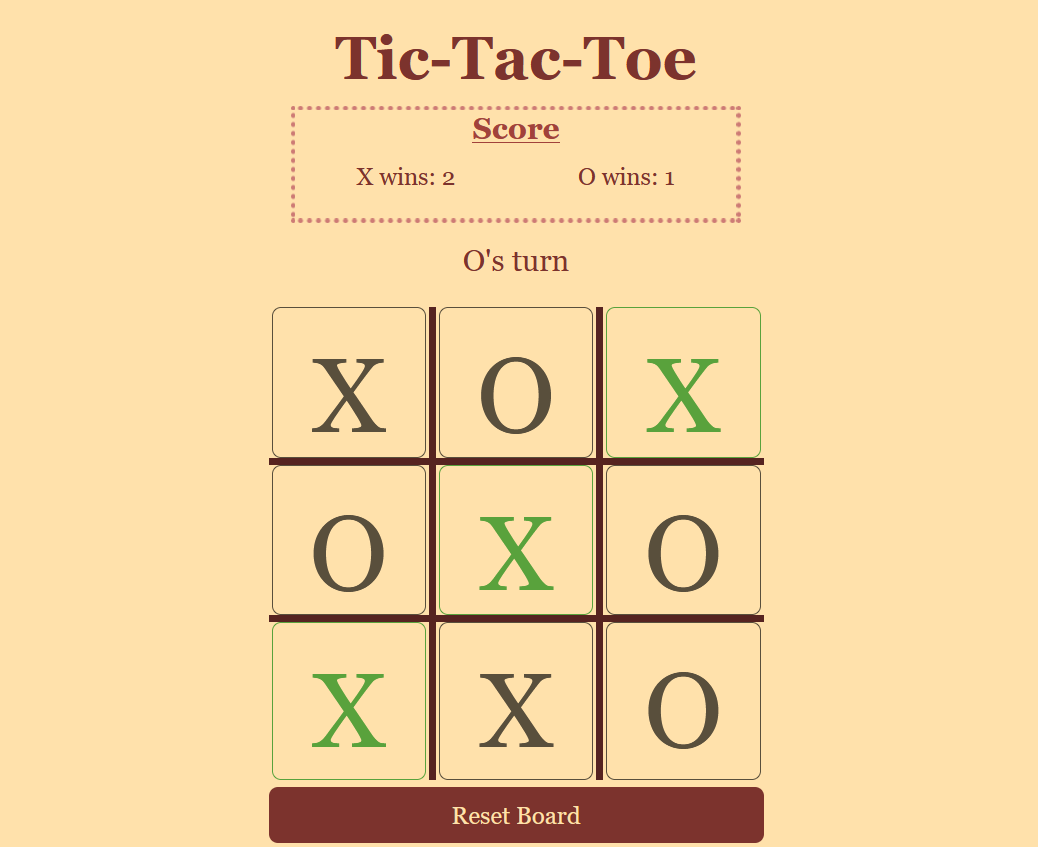 Tic-Tac-Toe
Score
X wins: 2 O wins: 1
O's turn
X O X
O X O
X X O
Reset Board